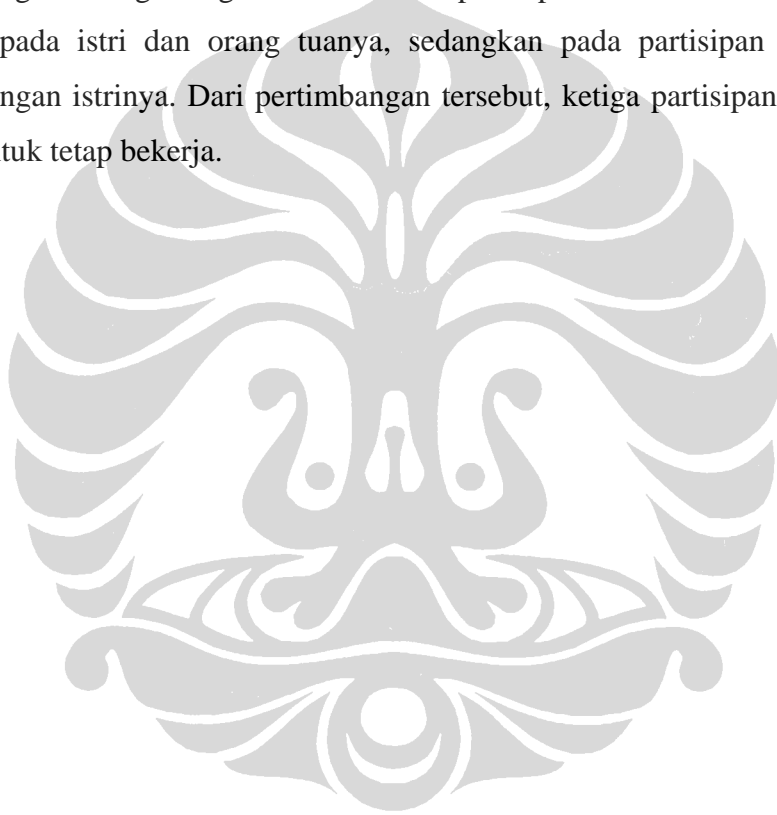 pada istri dan orang tuanya, sedangkan pada partisipan
ngan istrinya. Dari pertimbangan tersebut, ketiga partisipan
tuk tetap bekerja.